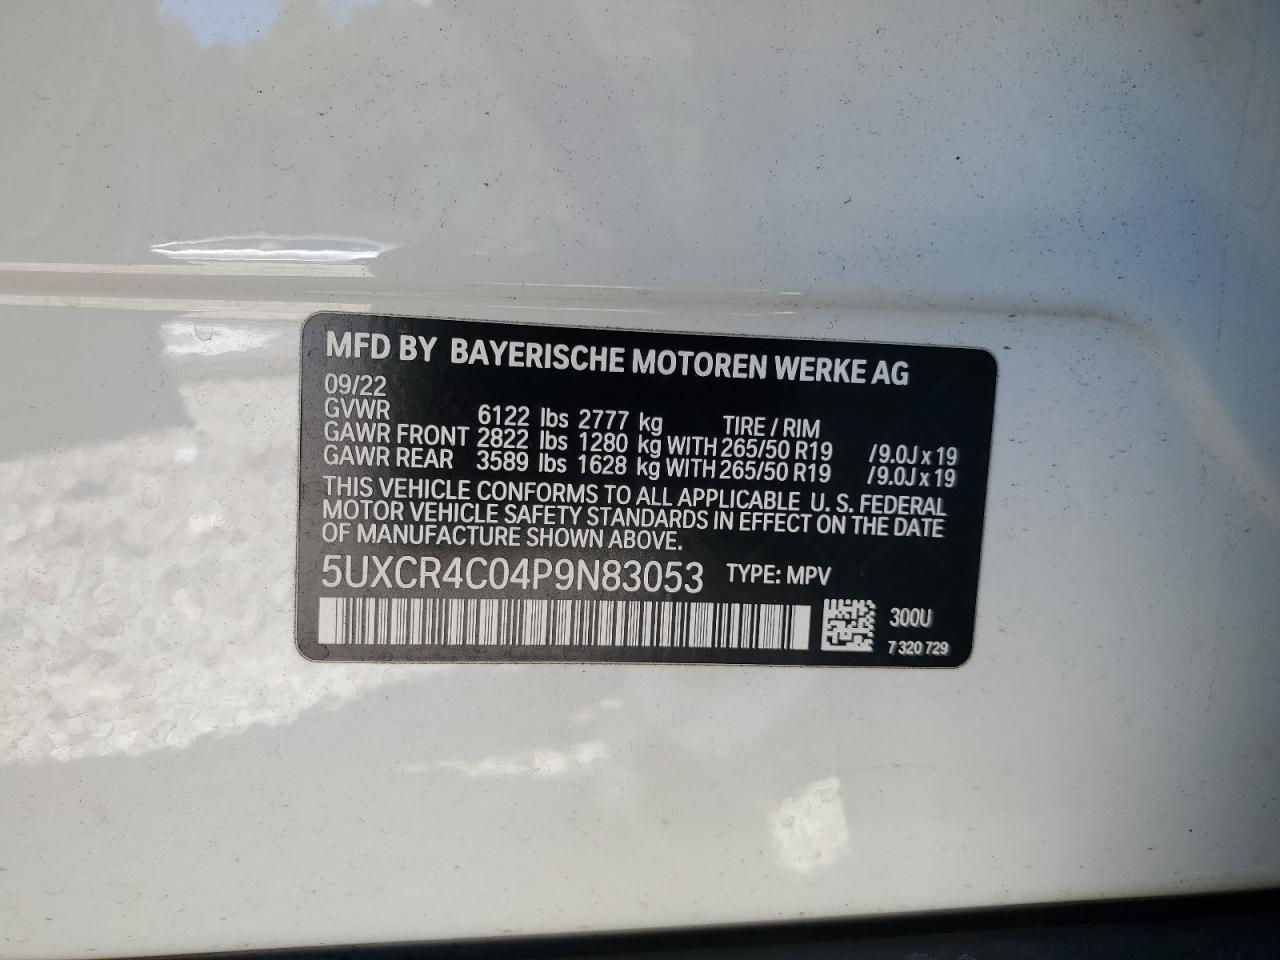 MFD BY BAYERISCHE MOTOREN WERKE AG
09/22
GVWR 6122 lbs 2777 kg TIRE / RIM
GAWR FRONT 2822 lbs 1280 kg WITH 265/50 R19 /9.0J x 19
GAWR REAR 3589 lbs 1628 kg WITH 265/50 R19 /9.0J x 19
THIS VEHICLE CONFORMS TO ALL APPLICABLE U. S. FEDERAL
MOTOR VEHICLE SAFETY STANDARDS IN EFFECT ON THE DATE
OF MANUFACTURE SHOWN ABOVE.
5UXCR4C04P9N83053 TYPE: MPV
300U
7 320 729